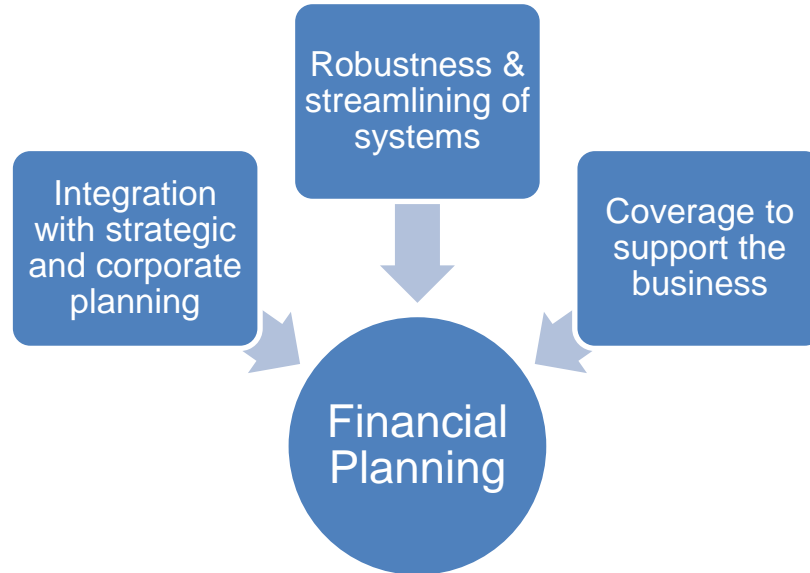 Robustness &
streamlining of
systems
Integration
with strategic
and corporate
planning
Coverage to
support the
business
Financial
Planning